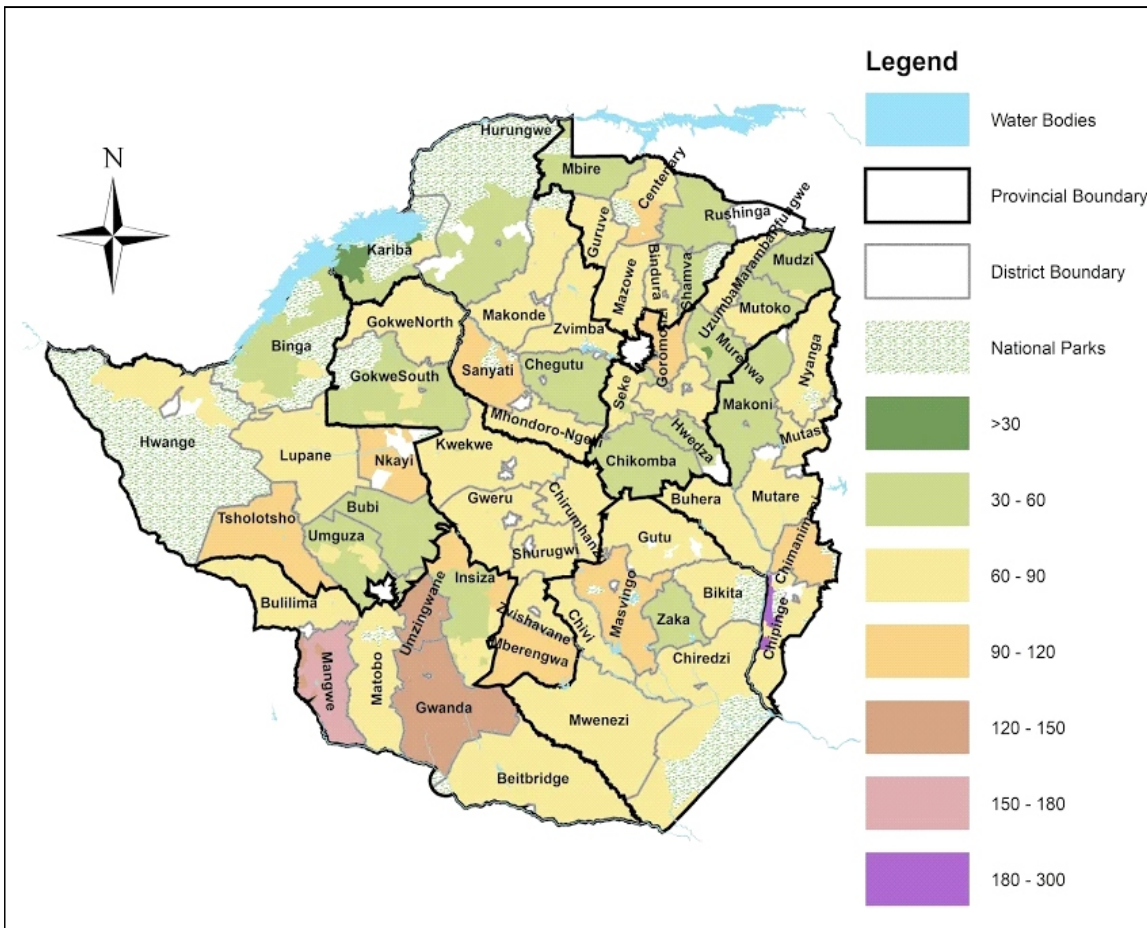 Legend
Water Bodies
Provincial Boundary
District Boundary
National Parks
>30
30 - 60
60 - 90
90 - 120
120 - 150
150 - 180
180 - 300
N
Hurungwe
Mbire
Centenary
Rushinga
Kariba
Guruve
Mazowe
Bindura
Shamva
UzumbaMarambaPfungwe
Mudzi
Mutoko
GokweNorth
Makonde
Zvimba
Goromonzi
Murehwa
Nyanga
Binga
GokweSouth
Sanyati
Chegutu
Seke
Makoni
Mutasa
Hwange
Mhondoro-Ngezi
Hwedza
Lupane
Nkayi
Kwekwe
Chikomba
Tsholotsho
Bubi
Gweru
Chirumhanzi
Buhera
Mutare
Umguza
Shurugwi
Gutu
Chimanimani
Bulilima
Umzingwane
Insiza
Zvishavane
Chivi
Masvingo
Zaka
Bikita
Chipinge
Mangwe
Matobo
Mberengwa
Chiredzi
Gwanda
Mwenezi
Beitbridge